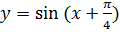 y = sin (x + π/4)